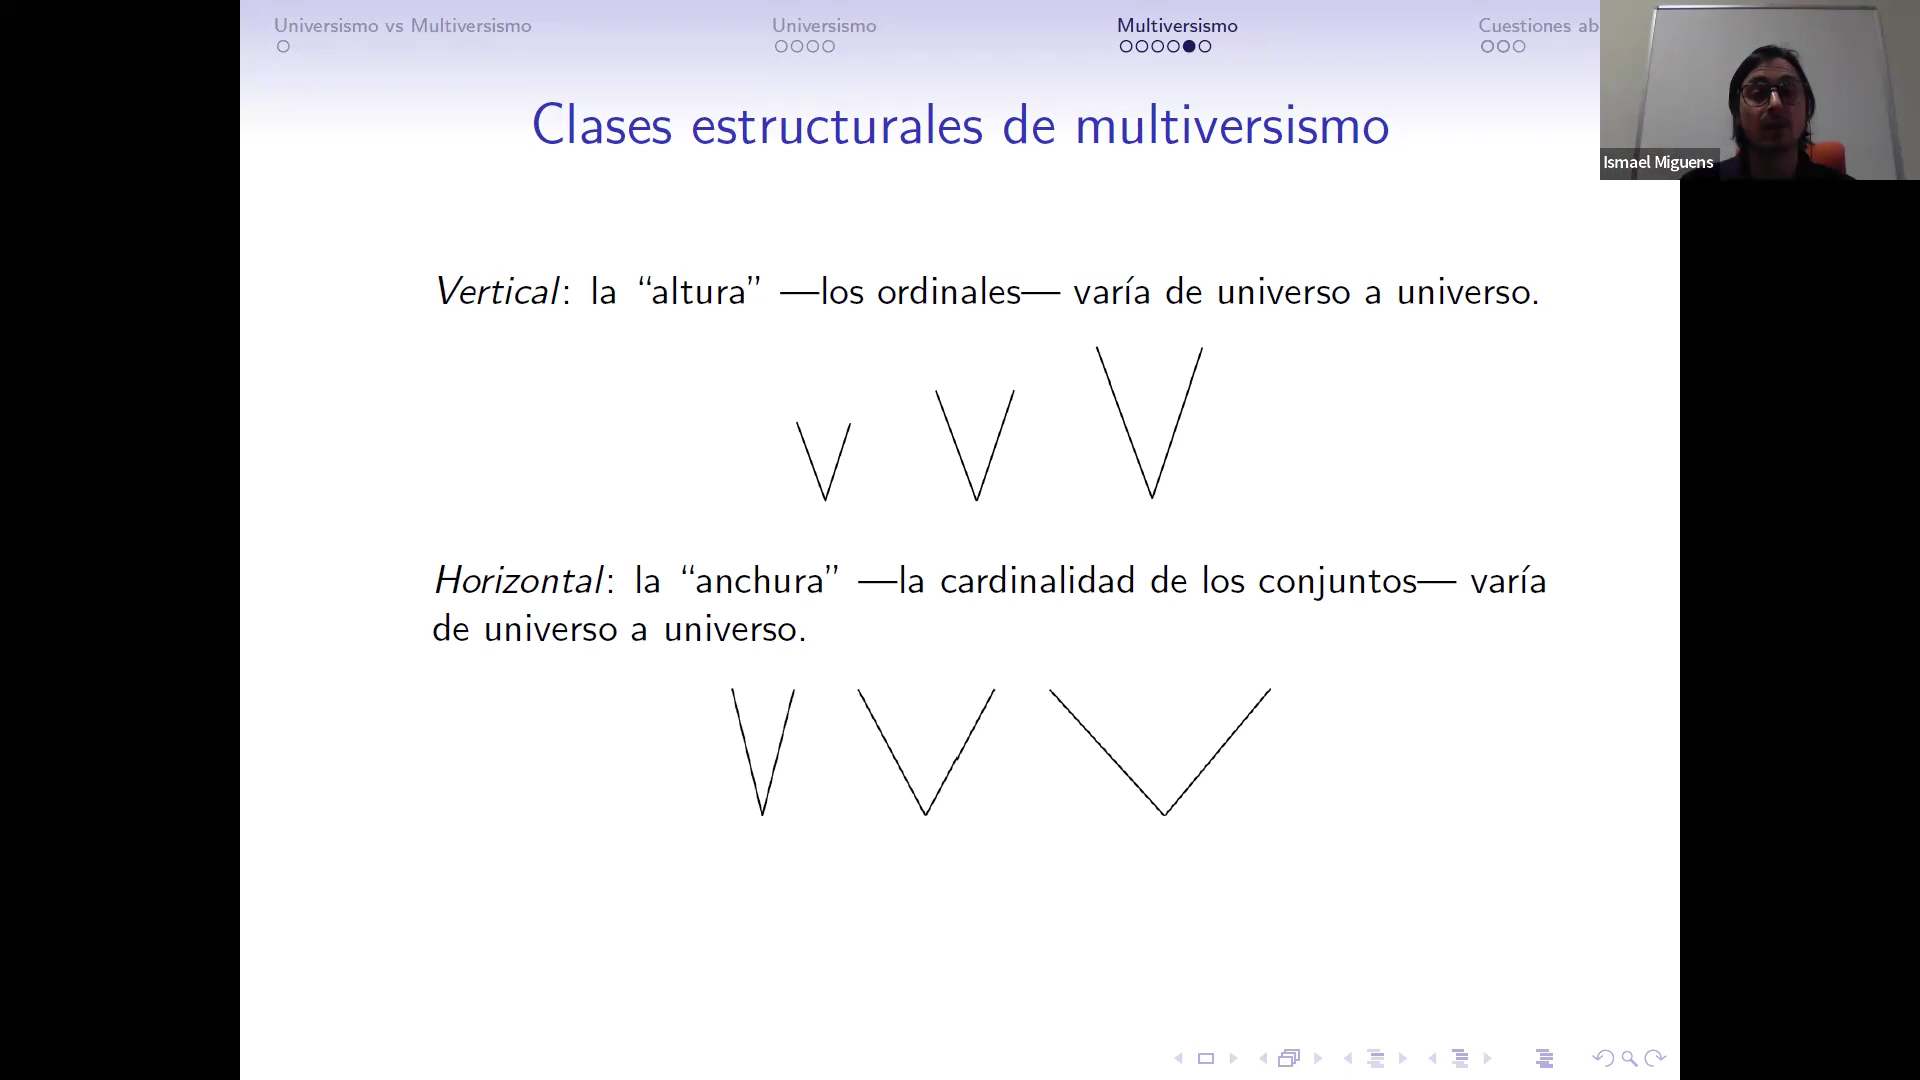 Universismo vs Multiversismo
Universismo
Multiversismo
Cuestiones ab
Ismael Miguens
Clases estructurales de multiversismo
Vertical: la “altura” —los ordinales— varía de universo a universo.
Horizontal: la “anchura” —la cardinalidad de los conjuntos— varía
de universo a universo.